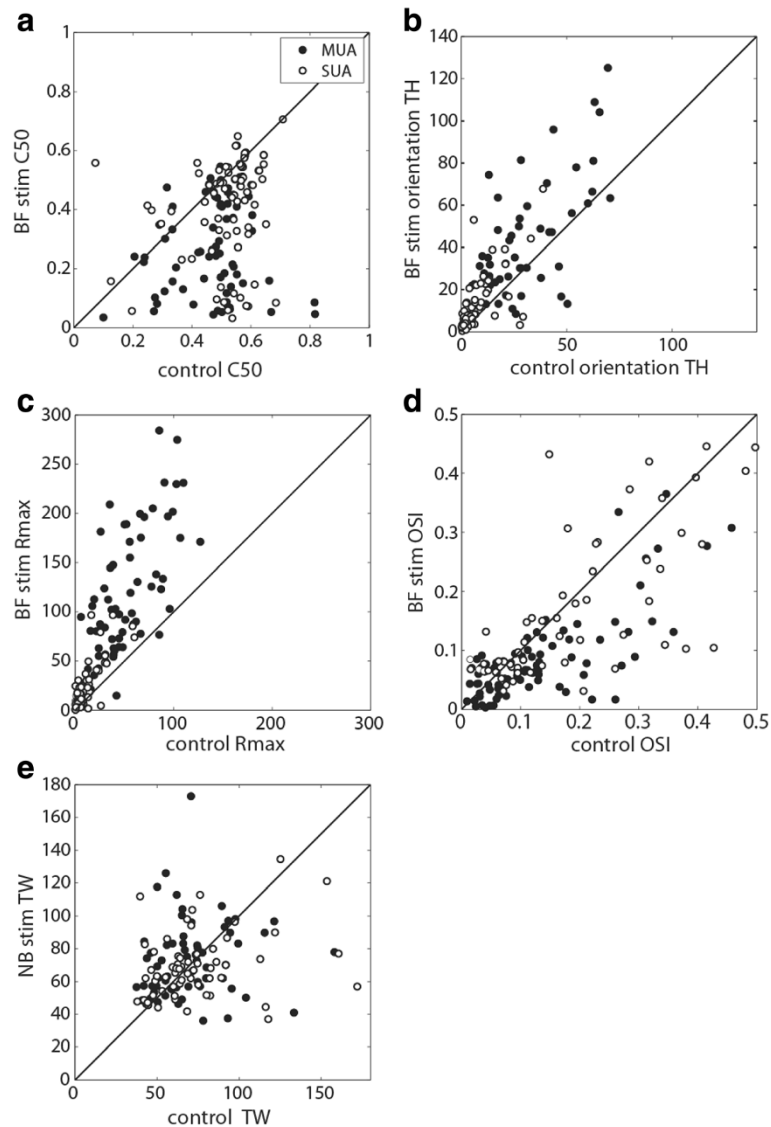 a
1
MUA
SUA
0.8
0.6
0.4
0.2
0
BF stim C50
0 0.2 0.4 0.6 0.8 1
control C50
b
140
120
100
80
60
40
20
0
BF stim orientation TH
0 50 100
control orientation TH
c
300
250
200
150
100
50
0
BF stim Rmax
0 100 200 300
control Rmax
d
0.5
0.4
0.3
0.2
0.1
0
BF stim OSI
0 0.1 0.2 0.3 0.4 0.5
control OSI
e
180
160
140
120
100
80
60
40
20
0
NB stim TW
0 50 100 150
control TW